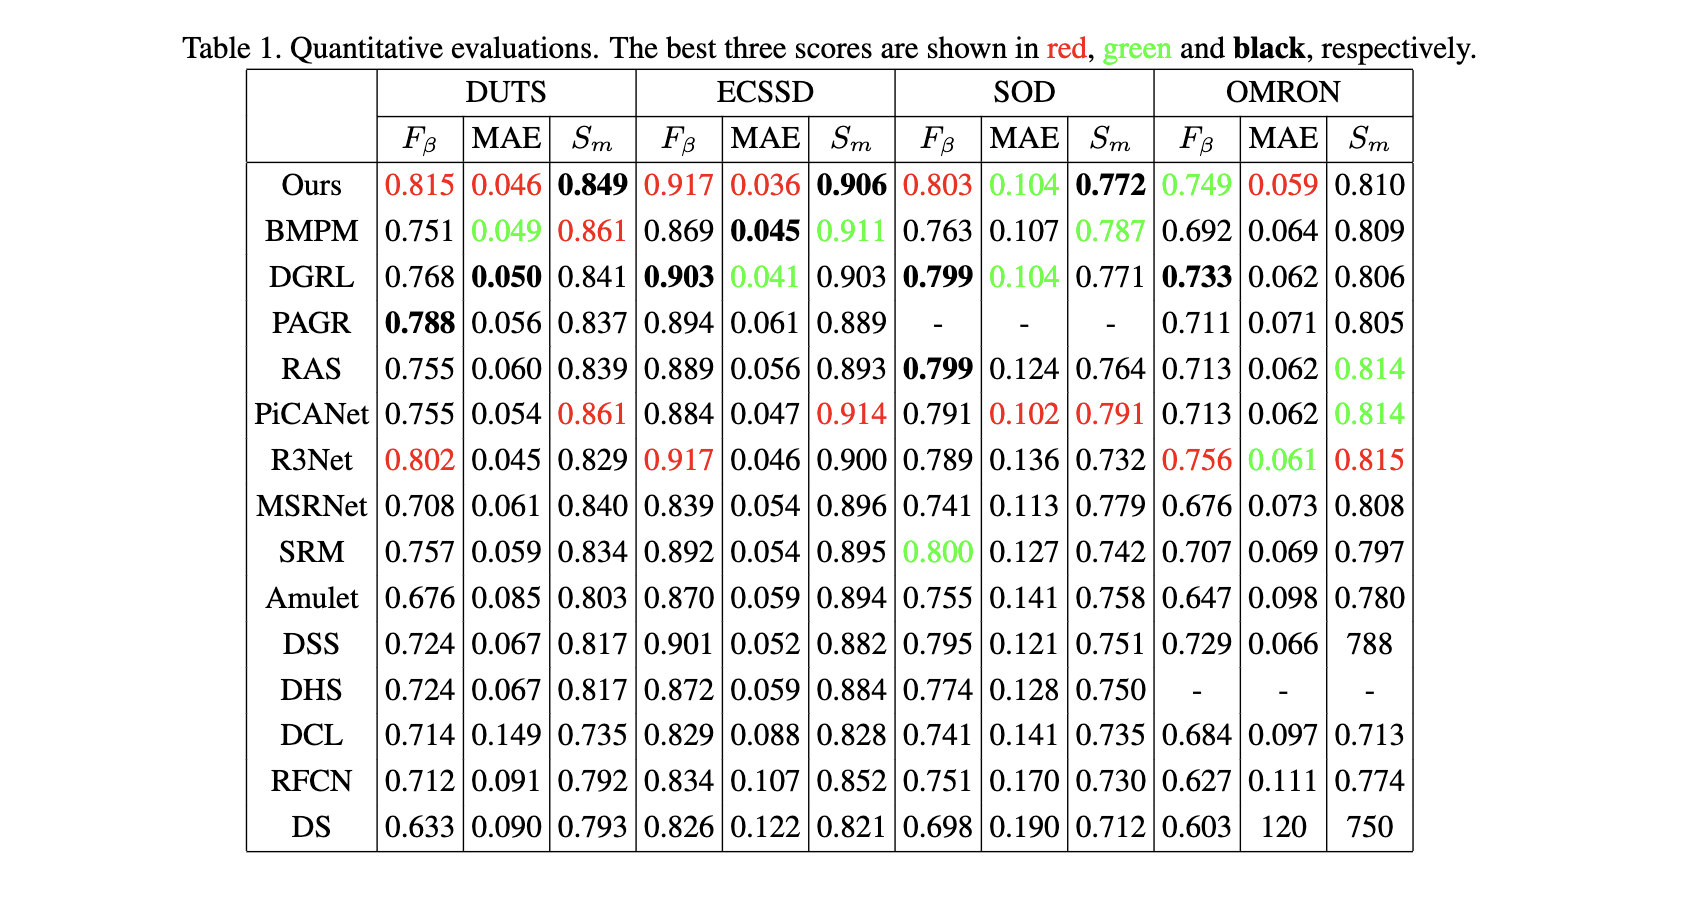 Table 1. Quantitative evaluations. The best three scores are shown in red, green and black, respectively.
DUTS ECSSD SOD OMRON
Fβ MAE Sm Fβ MAE Sm Fβ MAE Sm Fβ MAE Sm
Ours 0.815 0.046 0.849 0.917 0.036 0.906 0.803 0.104 0.772 0.749 0.059 0.810
BMPM 0.751 0.049 0.861 0.869 0.045 0.911 0.763 0.107 0.787 0.692 0.064 0.809
DGRL 0.768 0.050 0.841 0.903 0.041 0.903 0.799 0.104 0.771 0.733 0.062 0.806
PAGR 0.788 0.056 0.837 0.894 0.061 0.889 - - - 0.711 0.071 0.805
RAS 0.755 0.060 0.839 0.889 0.056 0.893 0.799 0.124 0.764 0.713 0.062 0.814
PiCANet 0.755 0.054 0.861 0.884 0.047 0.914 0.791 0.102 0.791 0.713 0.062 0.814
R3Net 0.802 0.045 0.829 0.917 0.046 0.900 0.789 0.136 0.732 0.756 0.061 0.815
MSRNet 0.708 0.061 0.840 0.839 0.054 0.896 0.741 0.113 0.779 0.676 0.073 0.808
SRM 0.757 0.059 0.834 0.892 0.054 0.895 0.800 0.127 0.742 0.707 0.069 0.797
Amulet 0.676 0.085 0.803 0.870 0.059 0.894 0.755 0.141 0.758 0.647 0.098 0.780
DSS 0.724 0.067 0.817 0.901 0.052 0.882 0.795 0.121 0.751 0.729 0.066 788
DHS 0.724 0.067 0.817 0.872 0.059 0.884 0.774 0.128 0.750 - - -
DCL 0.714 0.149 0.735 0.829 0.088 0.828 0.741 0.141 0.735 0.684 0.097 0.713
RFCN 0.712 0.091 0.792 0.834 0.107 0.852 0.751 0.170 0.730 0.627 0.111 0.774
DS 0.633 0.090 0.793 0.826 0.122 0.821 0.698 0.190 0.712 0.603 120 750